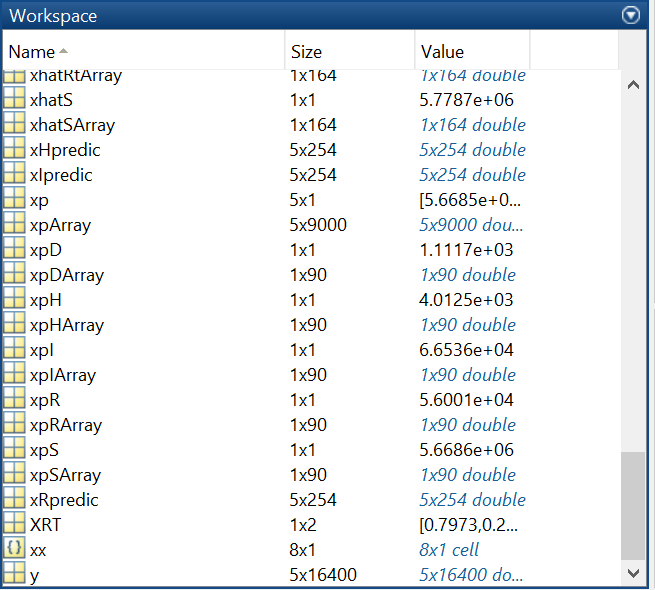 Workspace
Name Size Value
xhatRtArray 1x164 1x164 double
xhatS 1x1 5.7787e+06
xhatSArray 1x164 1x164 double
xHpredic 5x254 5x254 double
xIpredic 5x254 5x254 double
xp 5x1 [5.6685e+0...
xpArray 5x9000 5x9000 dou...
xpD 1x1 1.1117e+03
xpDArray 1x90 1x90 double
xpH 1x1 4.0125e+03
xpHArray 1x90 1x90 double
xpI 1x1 6.6536e+04
xpIArray 1x90 1x90 double
xpR 1x1 5.6001e+04
xpRArray 1x90 1x90 double
xpS 1x1 5.6686e+06
xpSArray 1x90 1x90 double
xRpredic 5x254 5x254 double
XRT 1x2 [0.7973,0.2...
{} xx 8x1 8x1 cell
y 5x16400 5x16400 do...